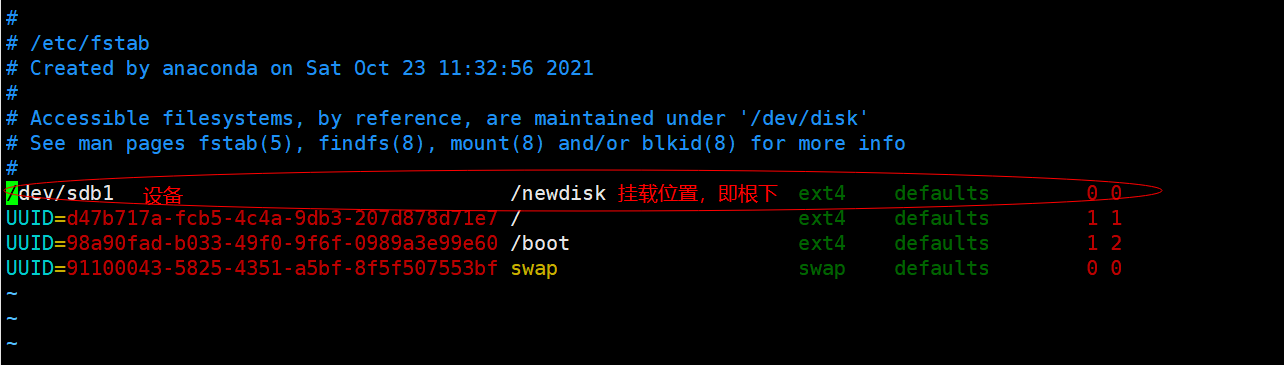 #
# /etc/fstab
# Created by anaconda on Sat Oct 23 11:32:56 2021
#
# Accessible filesystems, by reference, are maintained under '/dev/disk'
# See man pages fstab(5), findfs(8), mount(8) and/or blkid(8) for more info
#
/dev/sdb1 设备 /newdisk 挂载位置，即根下 ext4 defaults 0 0
UUID=d47b717a-fcb5-4c4a-9db3-207d878d71e7 / ext4 defaults 1 1
UUID=98a90fad-b033-49f0-9f6f-0989a3e99e60 /boot ext4 defaults 1 2
UUID=91100043-5825-4351-a5bf-8f5f507553bf swap swap defaults 0 0
~
~
~